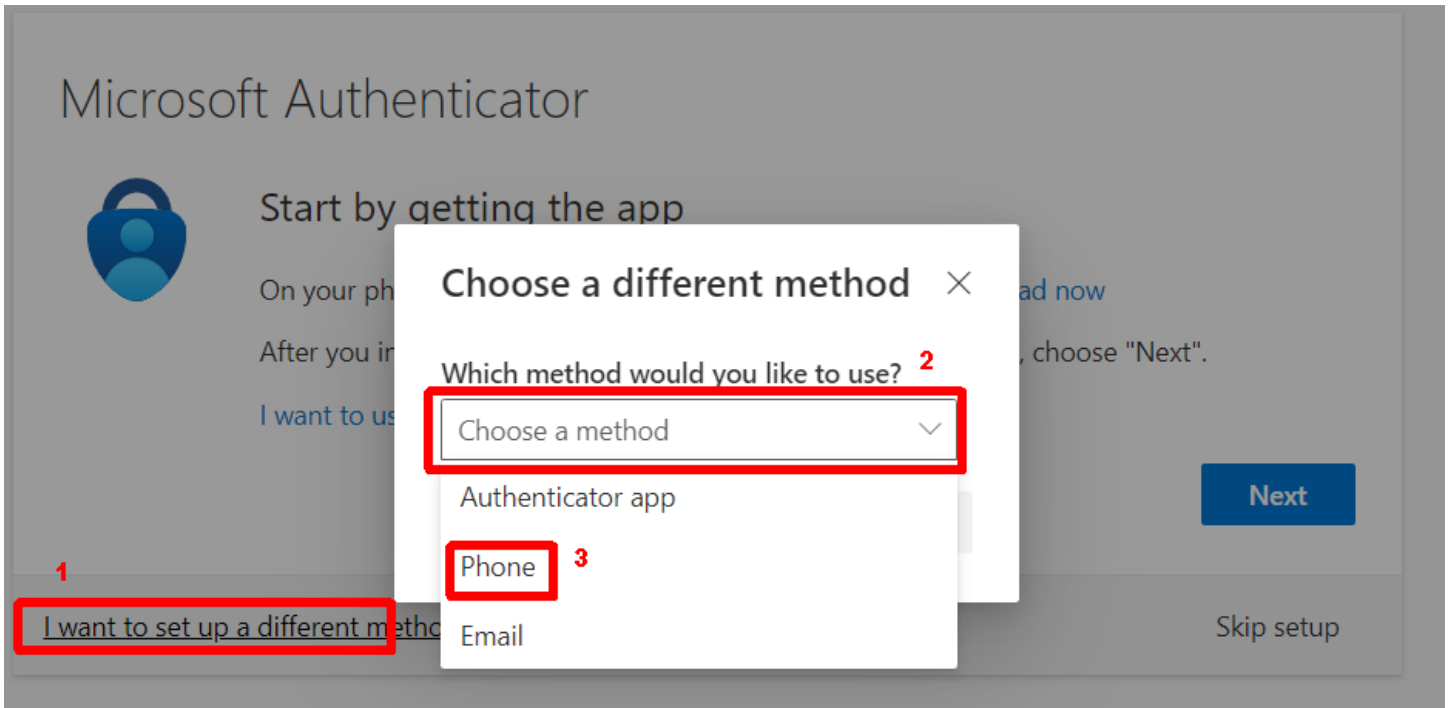 Microsoft Authenticator
Start by getting the app
On your ph
ad now
After you in
, choose "Next".
I want to us
Choose a different method
Which method would you like to use? 2
Choose a method
Authenticator app
Phone 3
Email
Next
1
I want to set up a different metho
Skip setup